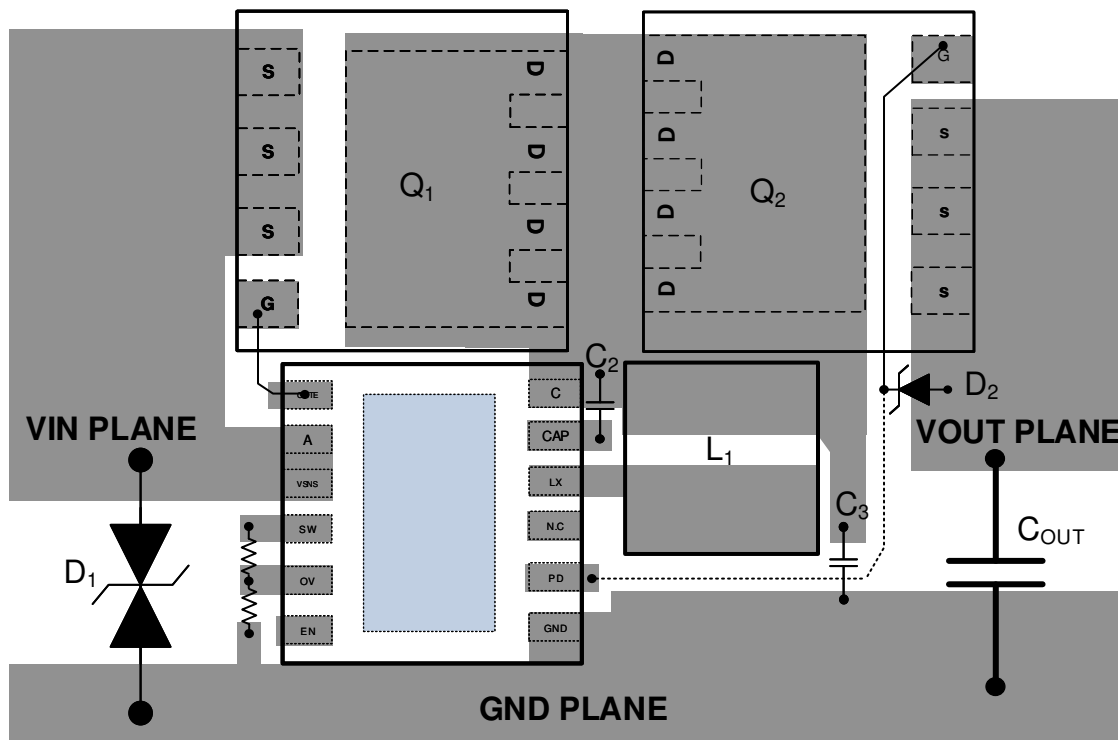 S
S
S
G
Q1
D
D
D
D
D
D
D
D
Q2
G
s
s
s
C2
A
VSNS
SW
OV
EN
C
CAP
LX
N.C
PD
GND
L1
C3
D2
VIN PLANE
VOUT PLANE
D1
COUT
GND PLANE